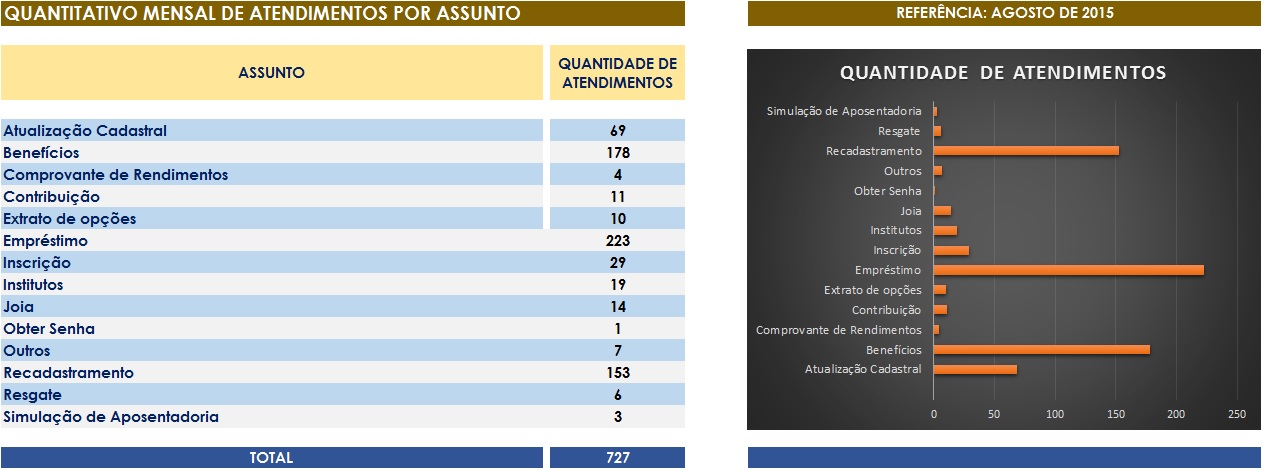 QUANTITATIVO MENSAL DE ATENDIMENTOS POR ASSUNTO
ASSUNTO
QUANTIDADE DE
ATENDIMENTOS
Atualização Cadastral 69
Benefícios 178
Comprovante de Rendimentos 4
Contribuição 11
Extrato de opções 10
Empréstimo 223
Inscrição 29
Institutos 19
Joia 14
Obter Senha 1
Outros 7
Recadastramento 153
Resgate 6
Simulação de Aposentadoria 3
TOTAL 727
REFERÊNCIA: AGOSTO DE 2015
QUANTIDADE DE ATENDIMENTOS
Simulação de Aposentadoria
Resgate
Recadastramento
Outros
Obter Senha
Joia
Institutos
Inscrição
Empréstimo
Extrato de opções
Contribuição
Comprovante de Rendimentos
Benefícios
Atualização Cadastral
0 50 100 150 200 250